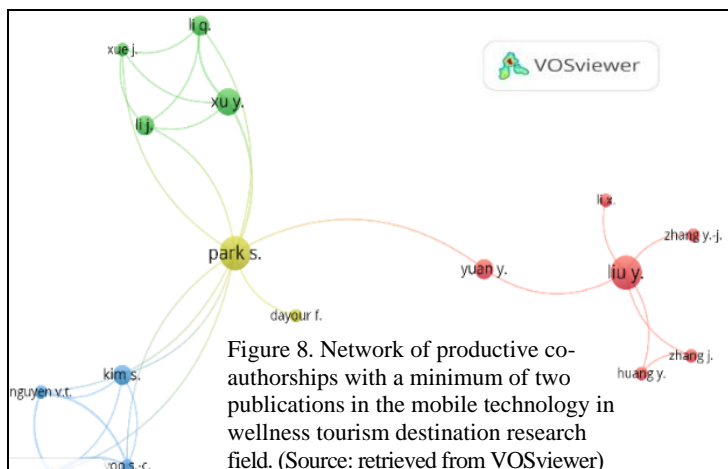 li q.
xue j.
VOSviewer
xu y.
li j.
li x.
zhang y.-j.
park s.
yuan y.
liu y.
dayour f.
zhang j.
huang y.
kim s.
nguyen v.t.
yoo s.-c.
Figure 8. Network of productive co-
authorships with a minimum of two
publications in the mobile technology in
wellness tourism destination research
field. (Source: retrieved from VOSviewer)